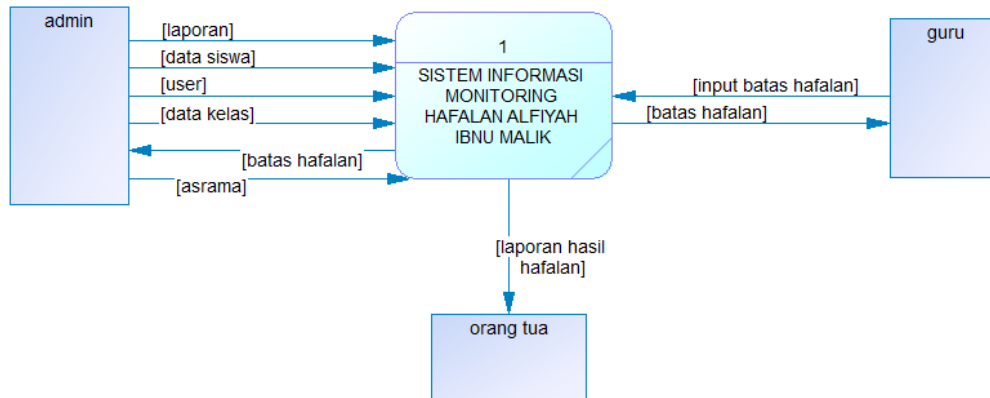 admin
[laporan]
[data siswa]
[user]
[data kelas]
[batas hafalan]
[asrama]
1
SISTEM INFORMASI
MONITORING
HAFALAN ALFIYAH
IBNU MALIK
guru
[input batas hafalan]
[batas hafalan]
[laporan hasil
hafalan]
orang tua